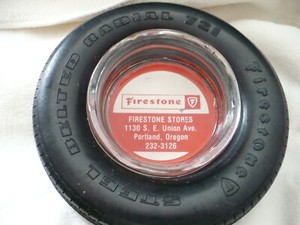 STEEL BELTED RADIAL 721
Firestone
Firestone
FIRESTONE STORES
1130 S. E. Union Ave.
Portland, Oregon
232-3126